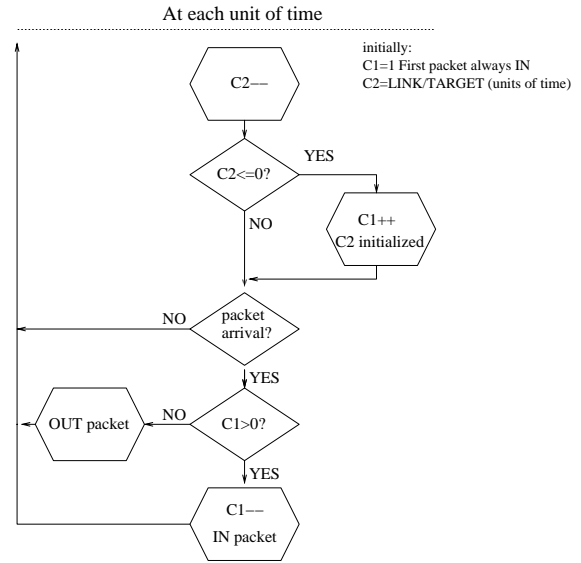 At each unit of time
initially:
C1=1 First packet always IN
C2=LINK/TARGET (units of time)
C2−−
YES
C2<=0?
NO
C1++
C2 initialized
NO
packet
arrival?
YES
NO
OUT packet
C1>0?
YES
C1−−
IN packet